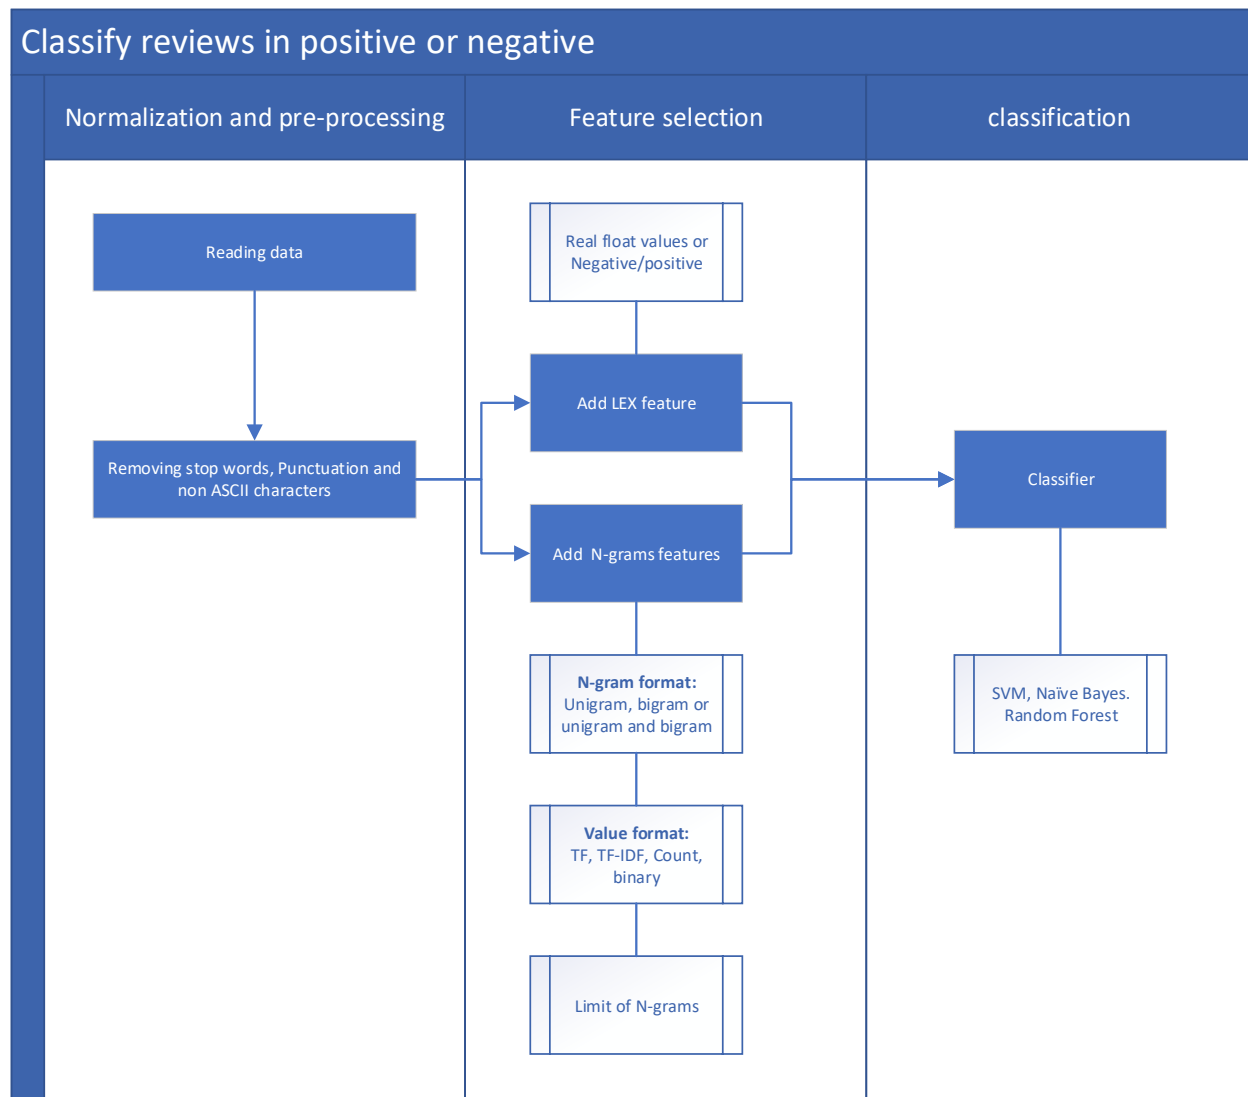 Classify reviews in positive or negative
Normalization and pre-processing
Feature selection
classification
Reading data
Removing stop words, Punctuation and
non ASCII characters
Real float values or
Negative/positive
Add LEX feature
Add  N-grams features
N-gram format:
Unigram, bigram or
unigram and bigram
Value format:
TF, TF-IDF, Count,
binary
Limit of N-grams
Classifier
SVM, Naïve Bayes.
Random Forest